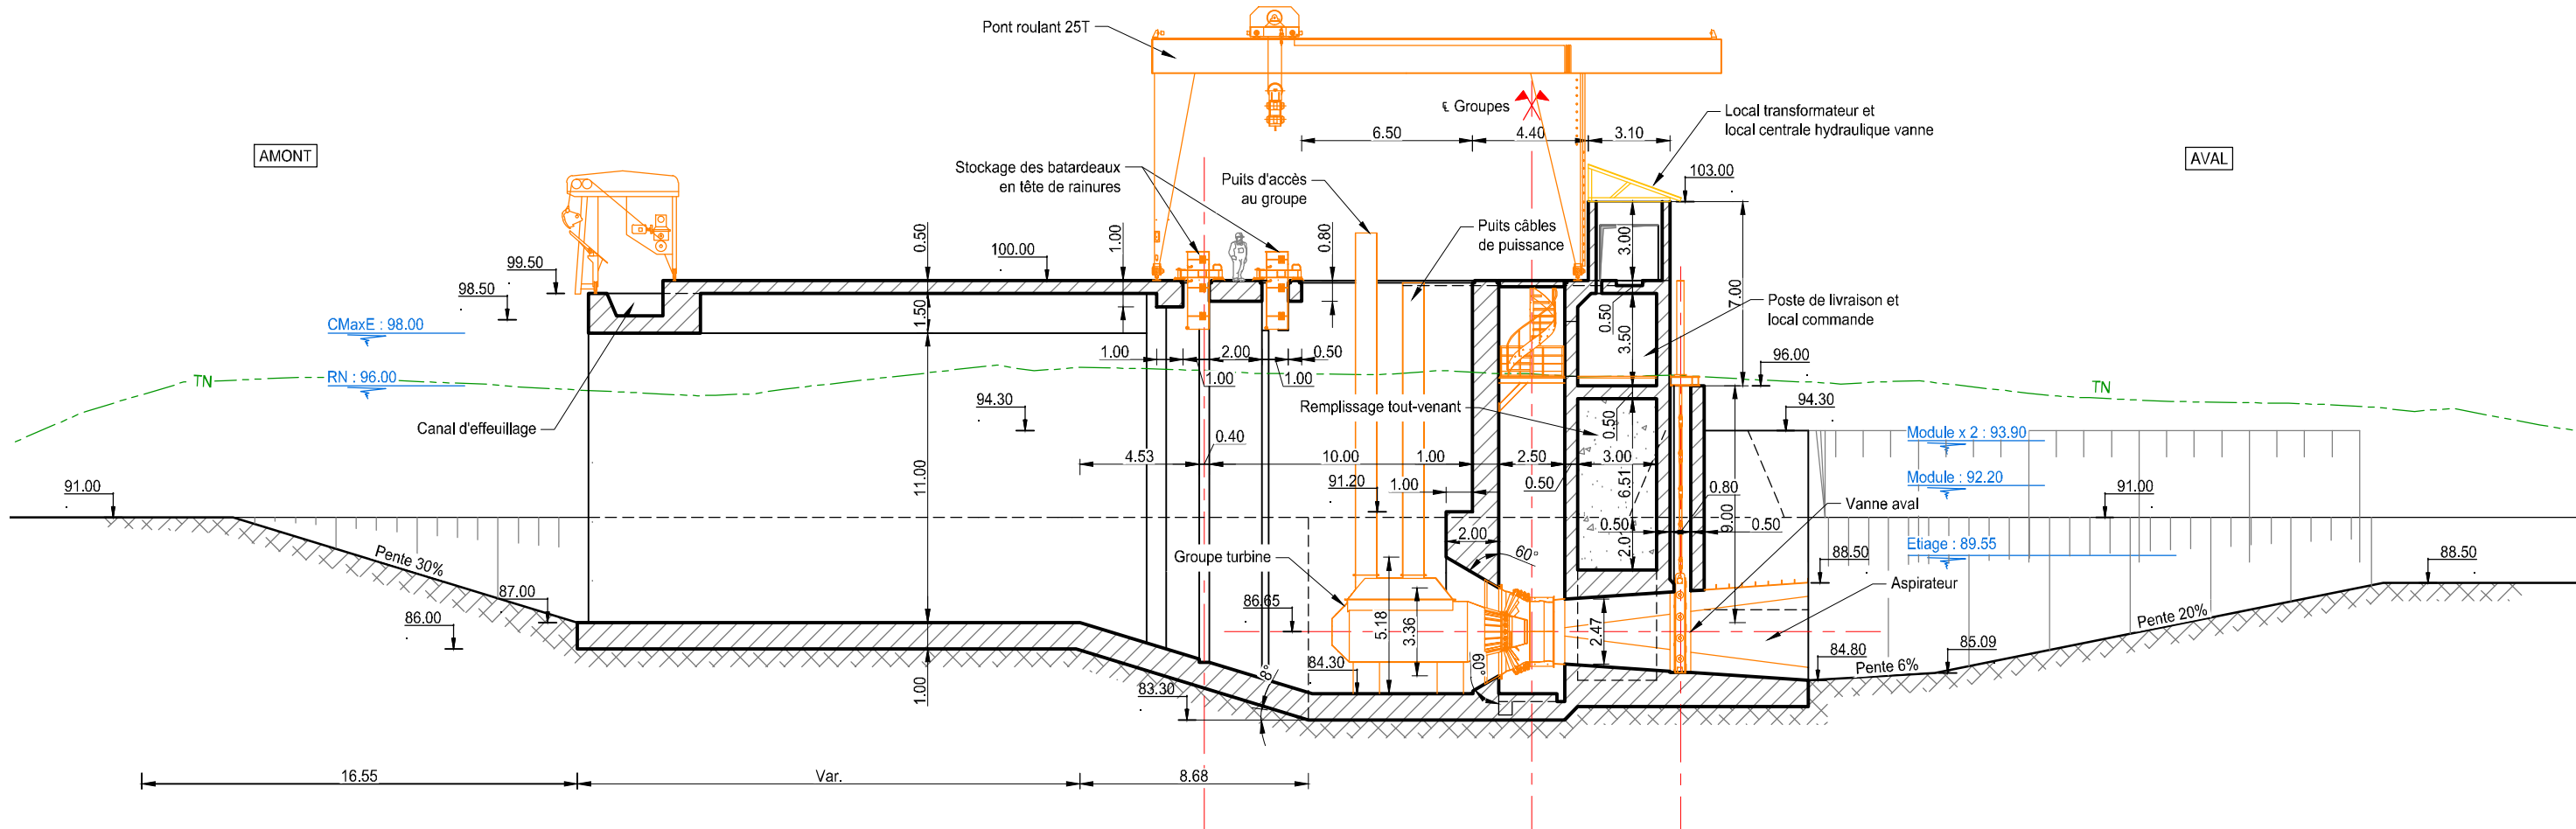 Pont roulant 25T
℄ Groupes
Local transformateur et
local centrale hydraulique vanne
6.50
4.40
3.10
AMONT
AVAL
Stockage des batardeaux
en tête de rainures
Puits d'accès
au groupe
103.00
Puits câbles
de puissance
0.50
100.00
1.00
0.80
3.00
7.00
99.50
98.50
1.50
Poste de livraison et
local commande
0.50
3.50
CMaxE : 98.00
1.00
2.00
0.50
1.00
1.00
96.00
TN
RN : 96.00
TN
94.30
Remplissage tout-venant
94.30
Canal d'effeuillage
0.50
0.40
Module x 2 : 93.90
4.53
10.00
1.00
2.50
3.00
11.00
91.20
1.00
0.50
6.51
0.80
Module : 92.20
91.00
Vanne aval
91.00
9.00
0.50
0.50
2.00
2.0
60°
Pente 30%
Groupe turbine
Etiage : 89.55
88.50
88.50
Aspirateur
87.00
86.00
86.65
5.18
3.36
2.47
Pente 20%
84.30
60°
84.80
Pente 6%
85.09
1.00
83.30
8°
16.55
Var.
8.68